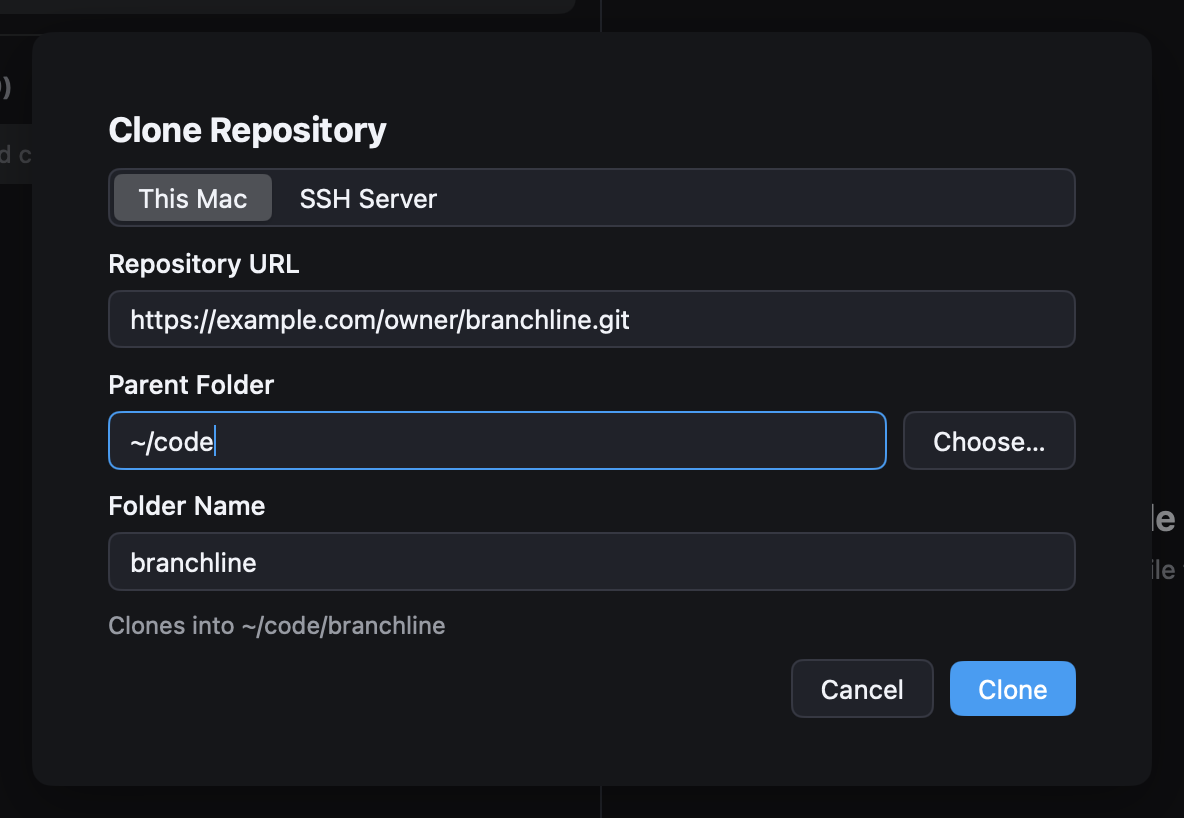 Clone Repository
This Mac SSH Server
Repository URL
https://example.com/owner/branchline.git
Parent Folder
~/code Choose...
Folder Name
branchline
Clones into ~/code/branchline
Cancel Clone